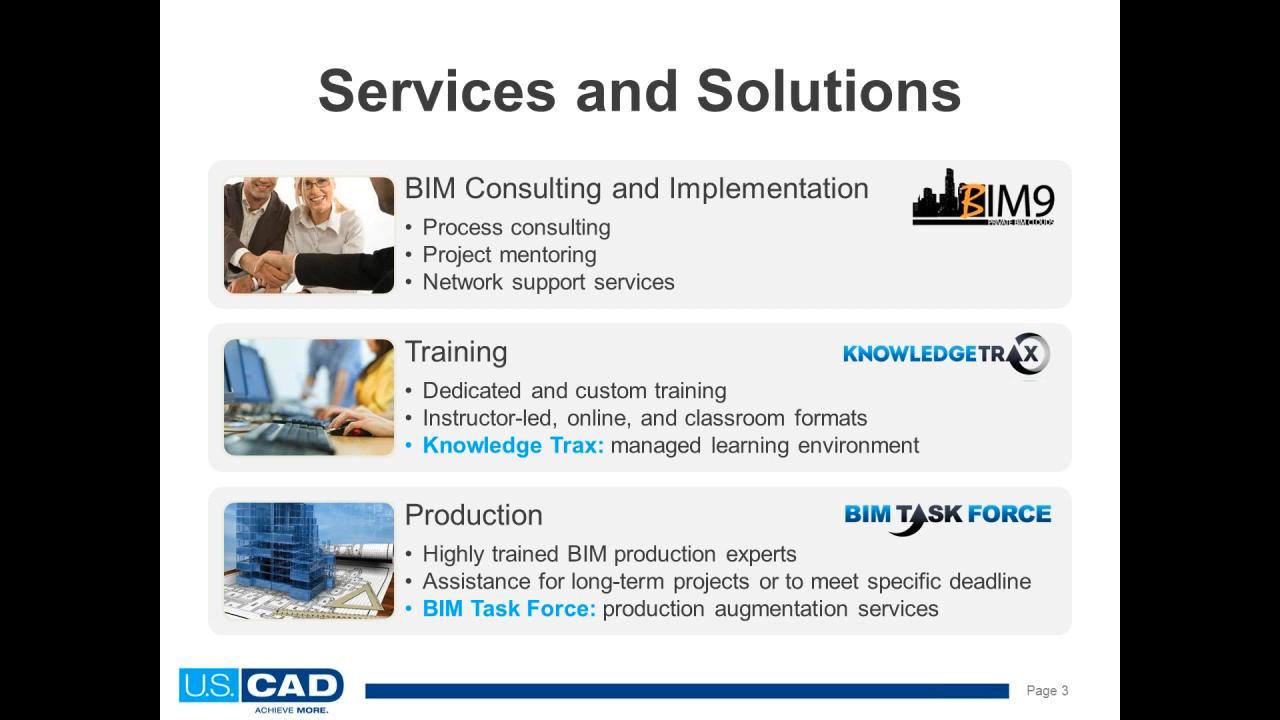 Services and Solutions
BIM Consulting and Implementation
• Process consulting
• Project mentoring
• Network support services
BIM9
PRIVATE BIM CLOUDS
Training
• Dedicated and custom training
• Instructor-led, online, and classroom formats
• Knowledge Trax: managed learning environment
KNOWLEDGETRAX
Production
• Highly trained BIM production experts
• Assistance for long-term projects or to meet specific deadline
• BIM Task Force: production augmentation services
BIM TASK FORCE
U.S. CAD
ACHIEVE MORE.
Page 3